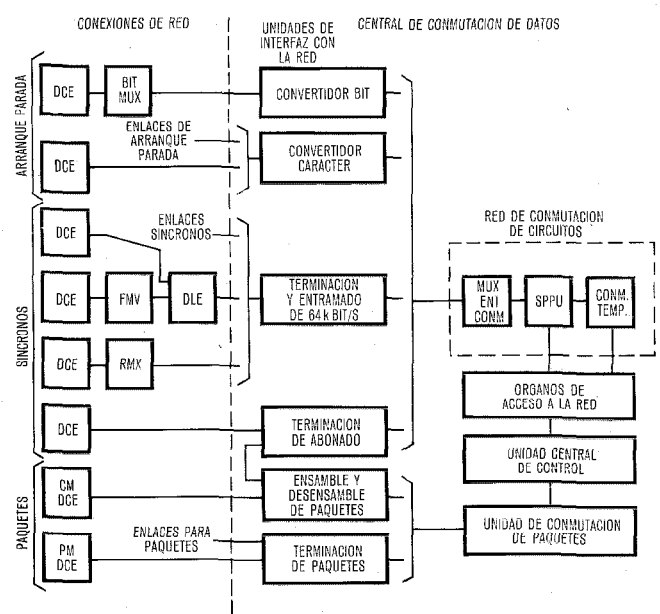 CONEXIONES DE RED
UNIDADES DE
INTERFAZ CON
LA RED
CENTRAL DE CONMUTACION DE DATOS
ARRANQUE PARADA
DCE
BIT
MUX
CONVERTIDOR BIT
ENLACES DE
ARRANQUE
PARADA
DCE
CONVERTIDOR
CARACTER
SINCRONOS
DCE
ENLACES
SINCRONOS
DCE
FMV
DLE
TERMINACION
Y ENTRAMADO
DE 64 k BIT/S
DCE
RMX
DCE
TERMINACION
DE ABONADO
RED DE CONMUTACION
DE CIRCUITOS
MUX
ENT
CONM
SPPU
CONM.
TEMP.
ORGANOS DE
ACCESO A LA RED
UNIDAD CENTRAL
DE CONTROL
UNIDAD DE CONMUTACION
DE PAQUETES
PAQUETES
CM
DCE
ENSAMBLE Y
DESENSAMBLE
DE PAQUETES
PM
DCE
ENLACES PARA
PAQUETES
TERMINACION
DE PAQUETES